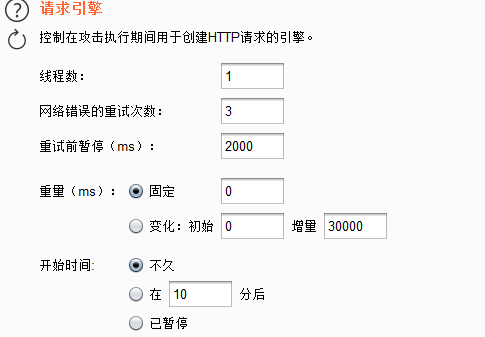 请求引擎
控制在攻击执行期间用于创建HTTP请求的引擎。
线程数： 1
网络错误的重试次数： 3
重试前暂停（ms）： 2000
重量（ms）： 固定 0
变化：初始 0 增量 30000
开始时间: 不久
在 10 分后
已暂停